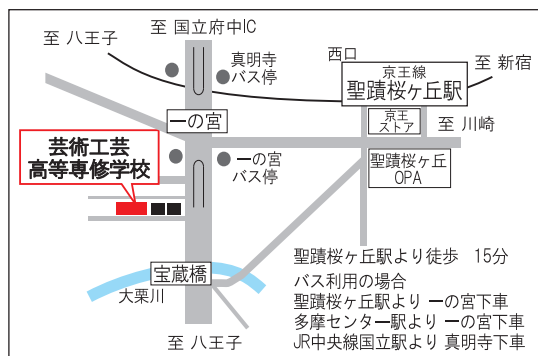 至 国立府中IC
至 八王子
真明寺
バス停
西口
京王線
聖蹟桜ヶ丘駅
至 新宿
京王
ストア
至 川崎
一の宮
芸術工芸
高等専修学校
一の宮
バス停
聖蹟桜ヶ丘
OPA
宝蔵橋
大栗川
至 八王子
聖蹟桜ヶ丘駅より徒歩 15分
バス利用の場合
聖蹟桜ヶ丘駅より 一の宮下車
多摩センター駅より 一の宮下車
JR中央線国立駅より 真明寺下車